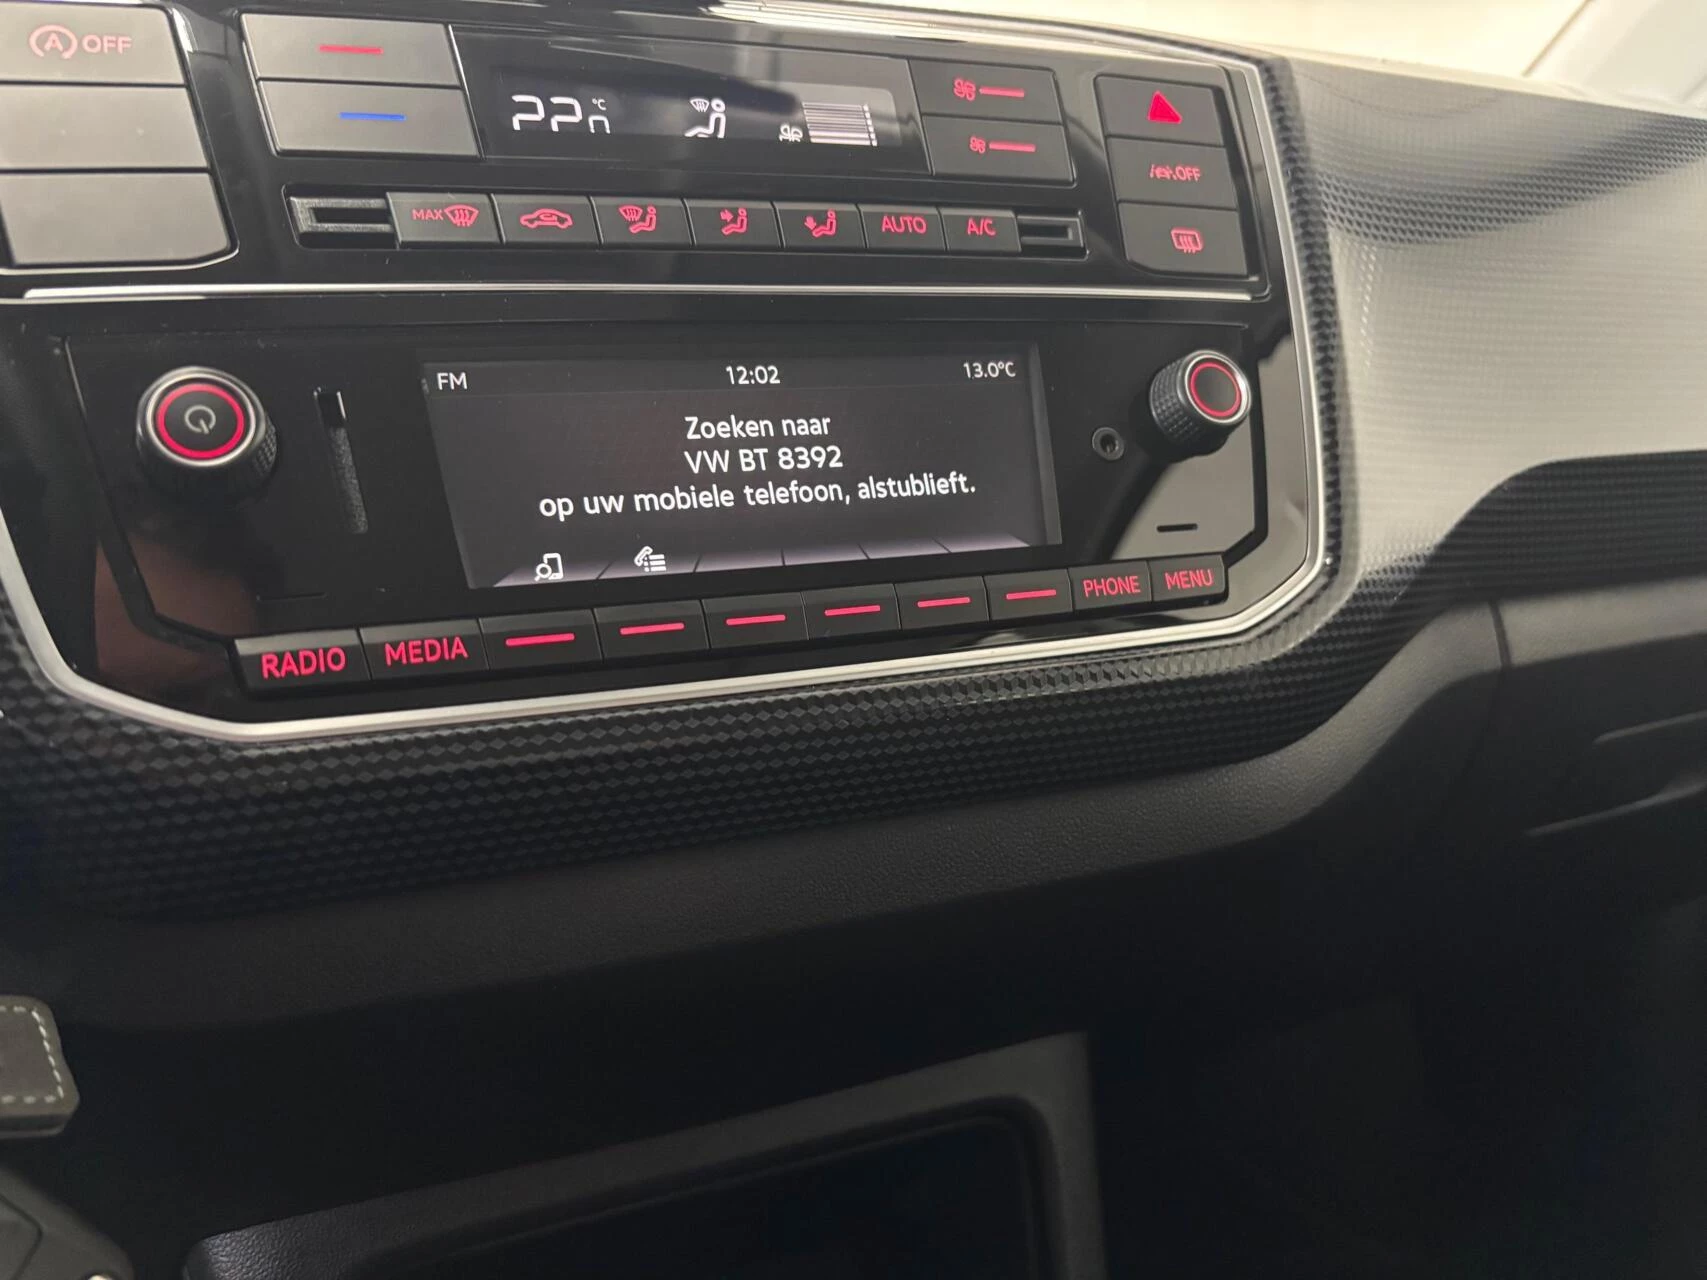 A OFF
22.0 °C
MAX
AUTO
A/C
OFF
FM 12:02 13.0°C
Zoeken naar
VW BT 8392
op uw mobiele telefoon, alstublieft.
RADIO MEDIA PHONE MENU